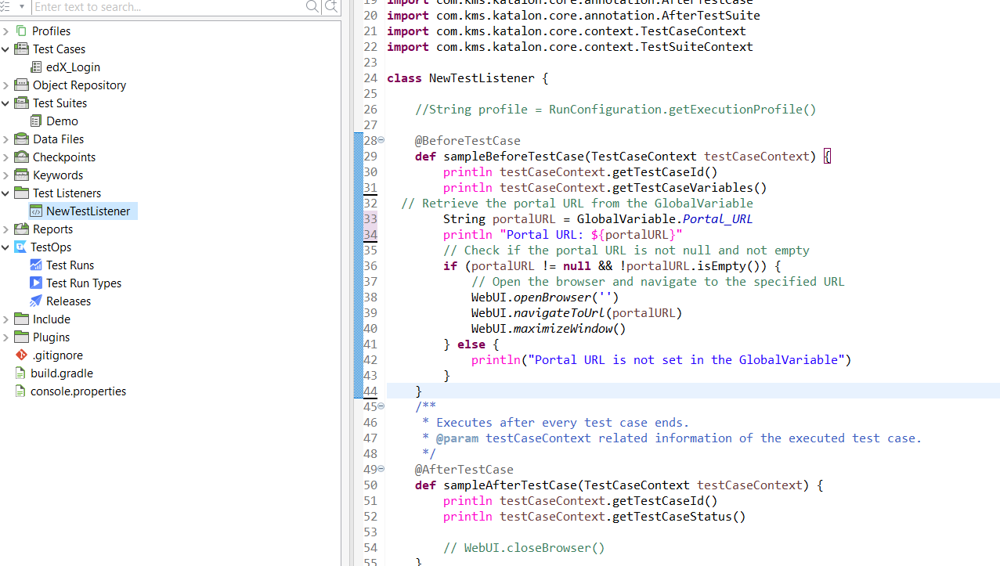 Enter text to search...
Profiles
Test Cases
edX_Login
Object Repository
Test Suites
Demo
Data Files
Checkpoints
Keywords
Test Listeners
NewTestListener
Reports
TestOps
Test Runs
Test Run Types
Releases
Include
Plugins
.gitignore
build.gradle
console.properties
19 import com.kms.katalon.core.annotation.AfterTestCase
20 import com.kms.katalon.core.annotation.AfterTestSuite
21 import com.kms.katalon.core.context.TestCaseContext
22 import com.kms.katalon.core.context.TestSuiteContext
23
24 class NewTestListener {
25
26 //String profile = RunConfiguration.getExecutionProfile()
27
28 @BeforeTestCase
29 def sampleBeforeTestCase(TestCaseContext testCaseContext) {
30 println testCaseContext.getTestCaseId()
31 println testCaseContext.getTestCaseVariables()
32 // Retrieve the portal URL from the GlobalVariable
33 String portalURL = GlobalVariable.Portal_URL
34 println "Portal URL: ${portalURL}"
35 // Check if the portal URL is not null and not empty
36 if (portalURL != null && !portalURL.isEmpty()) {
37 // Open the browser and navigate to the specified URL
38 WebUI.openBrowser('')
39 WebUI.navigateToUrl(portalURL)
40 WebUI.maximizeWindow()
41 } else {
42 println("Portal URL is not set in the GlobalVariable")
43 }
44 }
45 /**
46 * Executes after every test case ends.
47 * @param testCaseContext related information of the executed test case.
48 */
49 @AfterTestCase
50 def sampleAfterTestCase(TestCaseContext testCaseContext) {
51 println testCaseContext.getTestCaseId()
52 println testCaseContext.getTestCaseStatus()
53
54 // WebUI.closeBrowser()
55 }